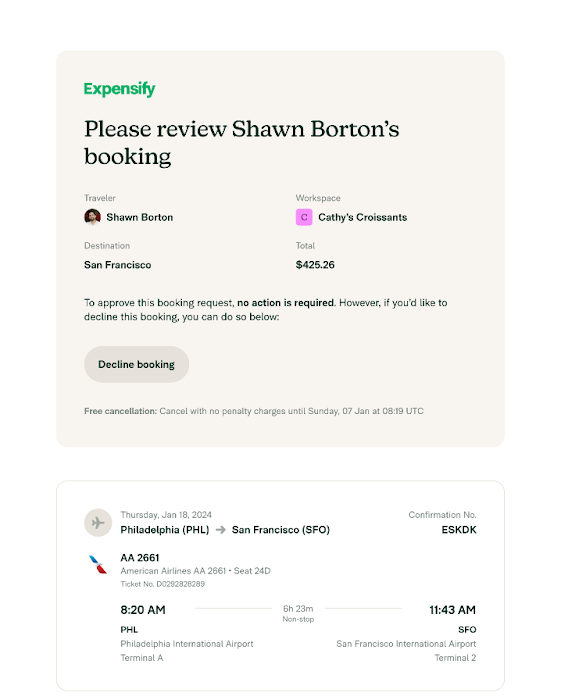 Expensify
Please review Shawn Borton's
booking
Traveler
Workspace
Shawn Borton
C Cathy's Croissants
Destination
Total
San Francisco
$425.26
To approve this booking request, no action is required. However, if you'd like to
decline this booking, you can do so below:
Decline booking
Free cancellation: Cancel with no penalty charges until Sunday, 07 Jan at 08:19 UTC
Thursday, Jan 18, 2024
Confirmation No.
Philadelphia (PHL) → San Francisco (SFO)
ESKDK
AA 2661
American Airlines AA 2661 • Seat 24D
Ticket No. D0292828289
8:20 AM
6h 23m
11:43 AM
Non-stop
PHL
SFO
Philadelphia International Airport
San Francisco International Airport
Terminal A
Terminal 2